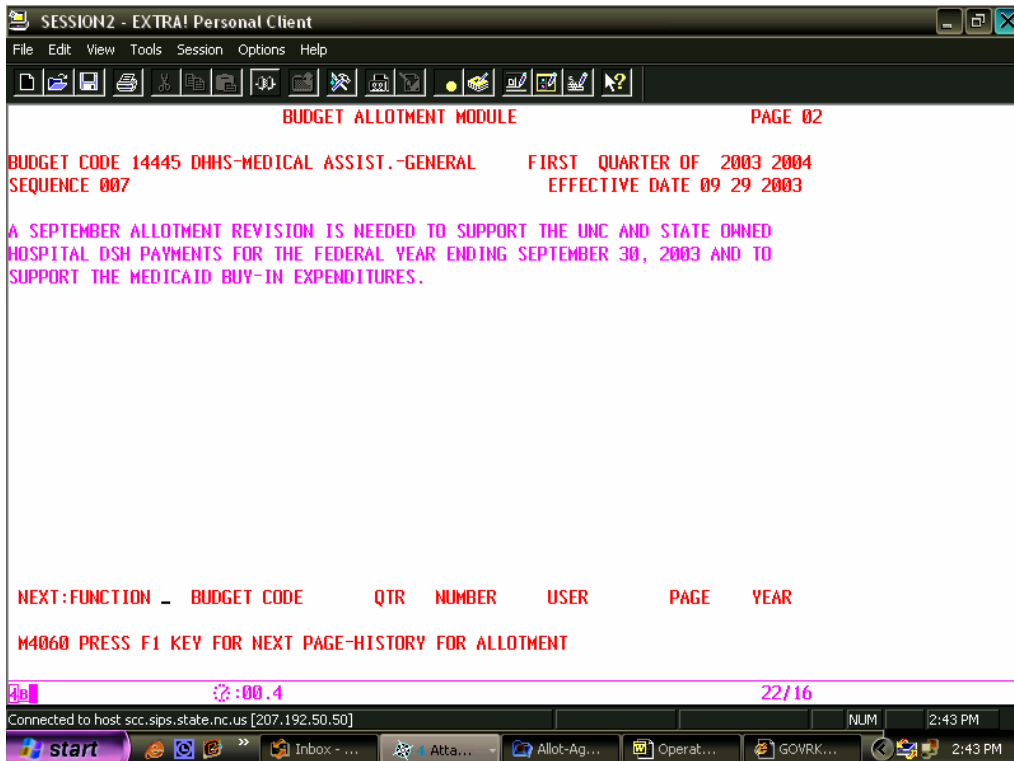 SESSION2 - EXTRA! Personal Client
File Edit View Tools Session Options Help
BUDGET ALLOTMENT MODULE PAGE 02
BUDGET CODE 14445 DHHS-MEDICAL ASSIST.-GENERAL FIRST QUARTER OF 2003 2004
SEQUENCE 007 EFFECTIVE DATE 09 29 2003
A SEPTEMBER ALLOTMENT REVISION IS NEEDED TO SUPPORT THE UNC AND STATE OWNED
HOSPITAL DSH PAYMENTS FOR THE FEDERAL YEAR ENDING SEPTEMBER 30, 2003 AND TO
SUPPORT THE MEDICAID BUY-IN EXPENDITURES.
NEXT:FUNCTION _ BUDGET CODE QTR NUMBER USER PAGE YEAR
M4060 PRESS F1 KEY FOR NEXT PAGE-HISTORY FOR ALLOTMENT
4B :00.4 22/16
Connected to host scc.sips.state.nc.us [207.192.50.50] NUM 2:43 PM
start » Inbox - ... 4 Atta... Allot-Ag... Operat... GOVRK... 2:43 PM